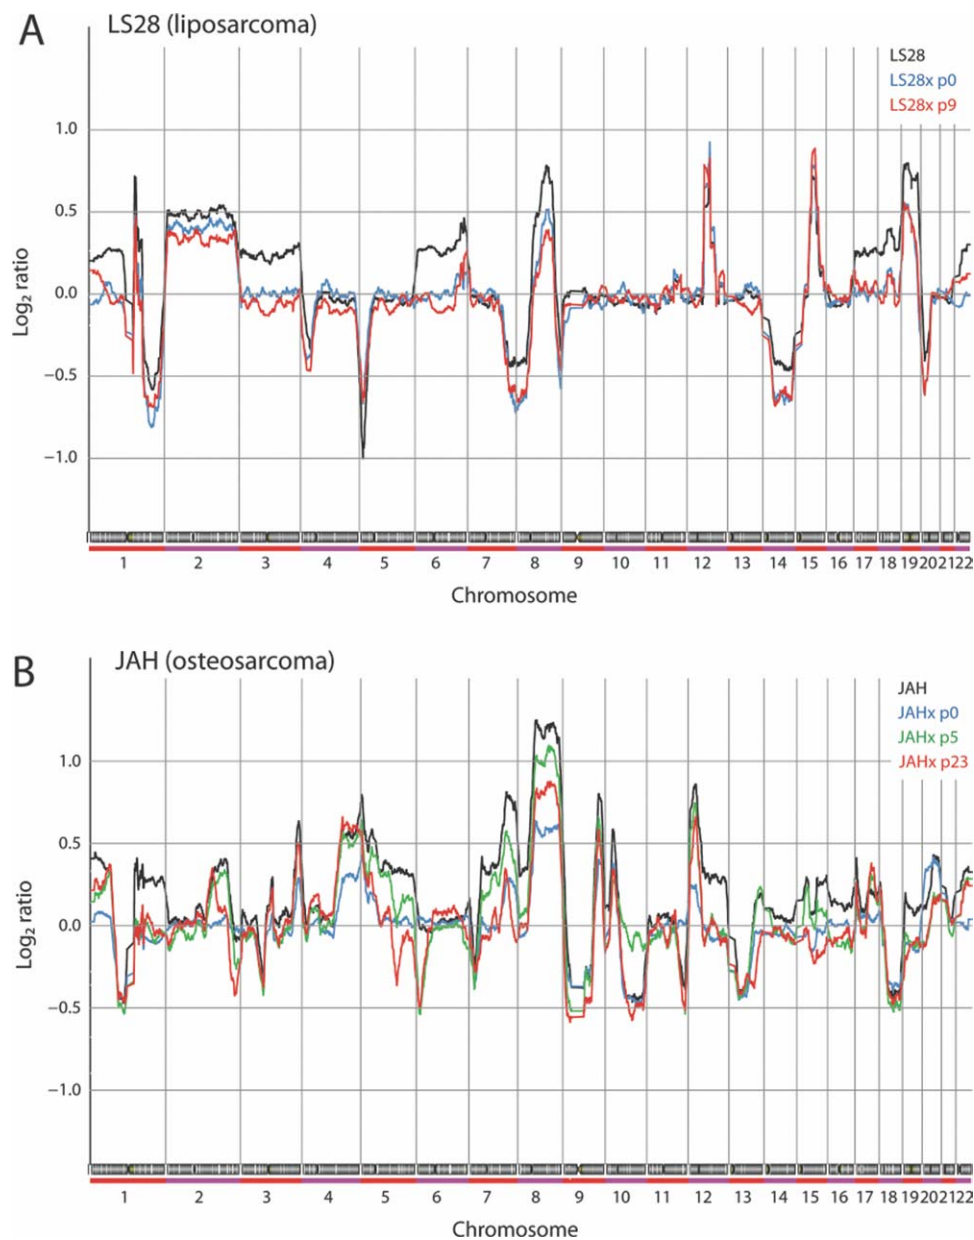 A
LS28 (liposarcoma)
LS28
LS28x p0
LS28x p9
1.0
0.5
0.0
−0.5
−1.0
Log₂ ratio
1 2 3 4 5 6 7 8 9 10 11 12 13 14 15 16 17 18 19 20 2122
Chromosome
B
JAH (osteosarcoma)
JAH
JAHx p0
JAHx p5
JAHx p23
1.0
0.5
0.0
−0.5
−1.0
Log₂ ratio
1 2 3 4 5 6 7 8 9 10 11 12 13 14 15 16 17 18 19 20 2122
Chromosome